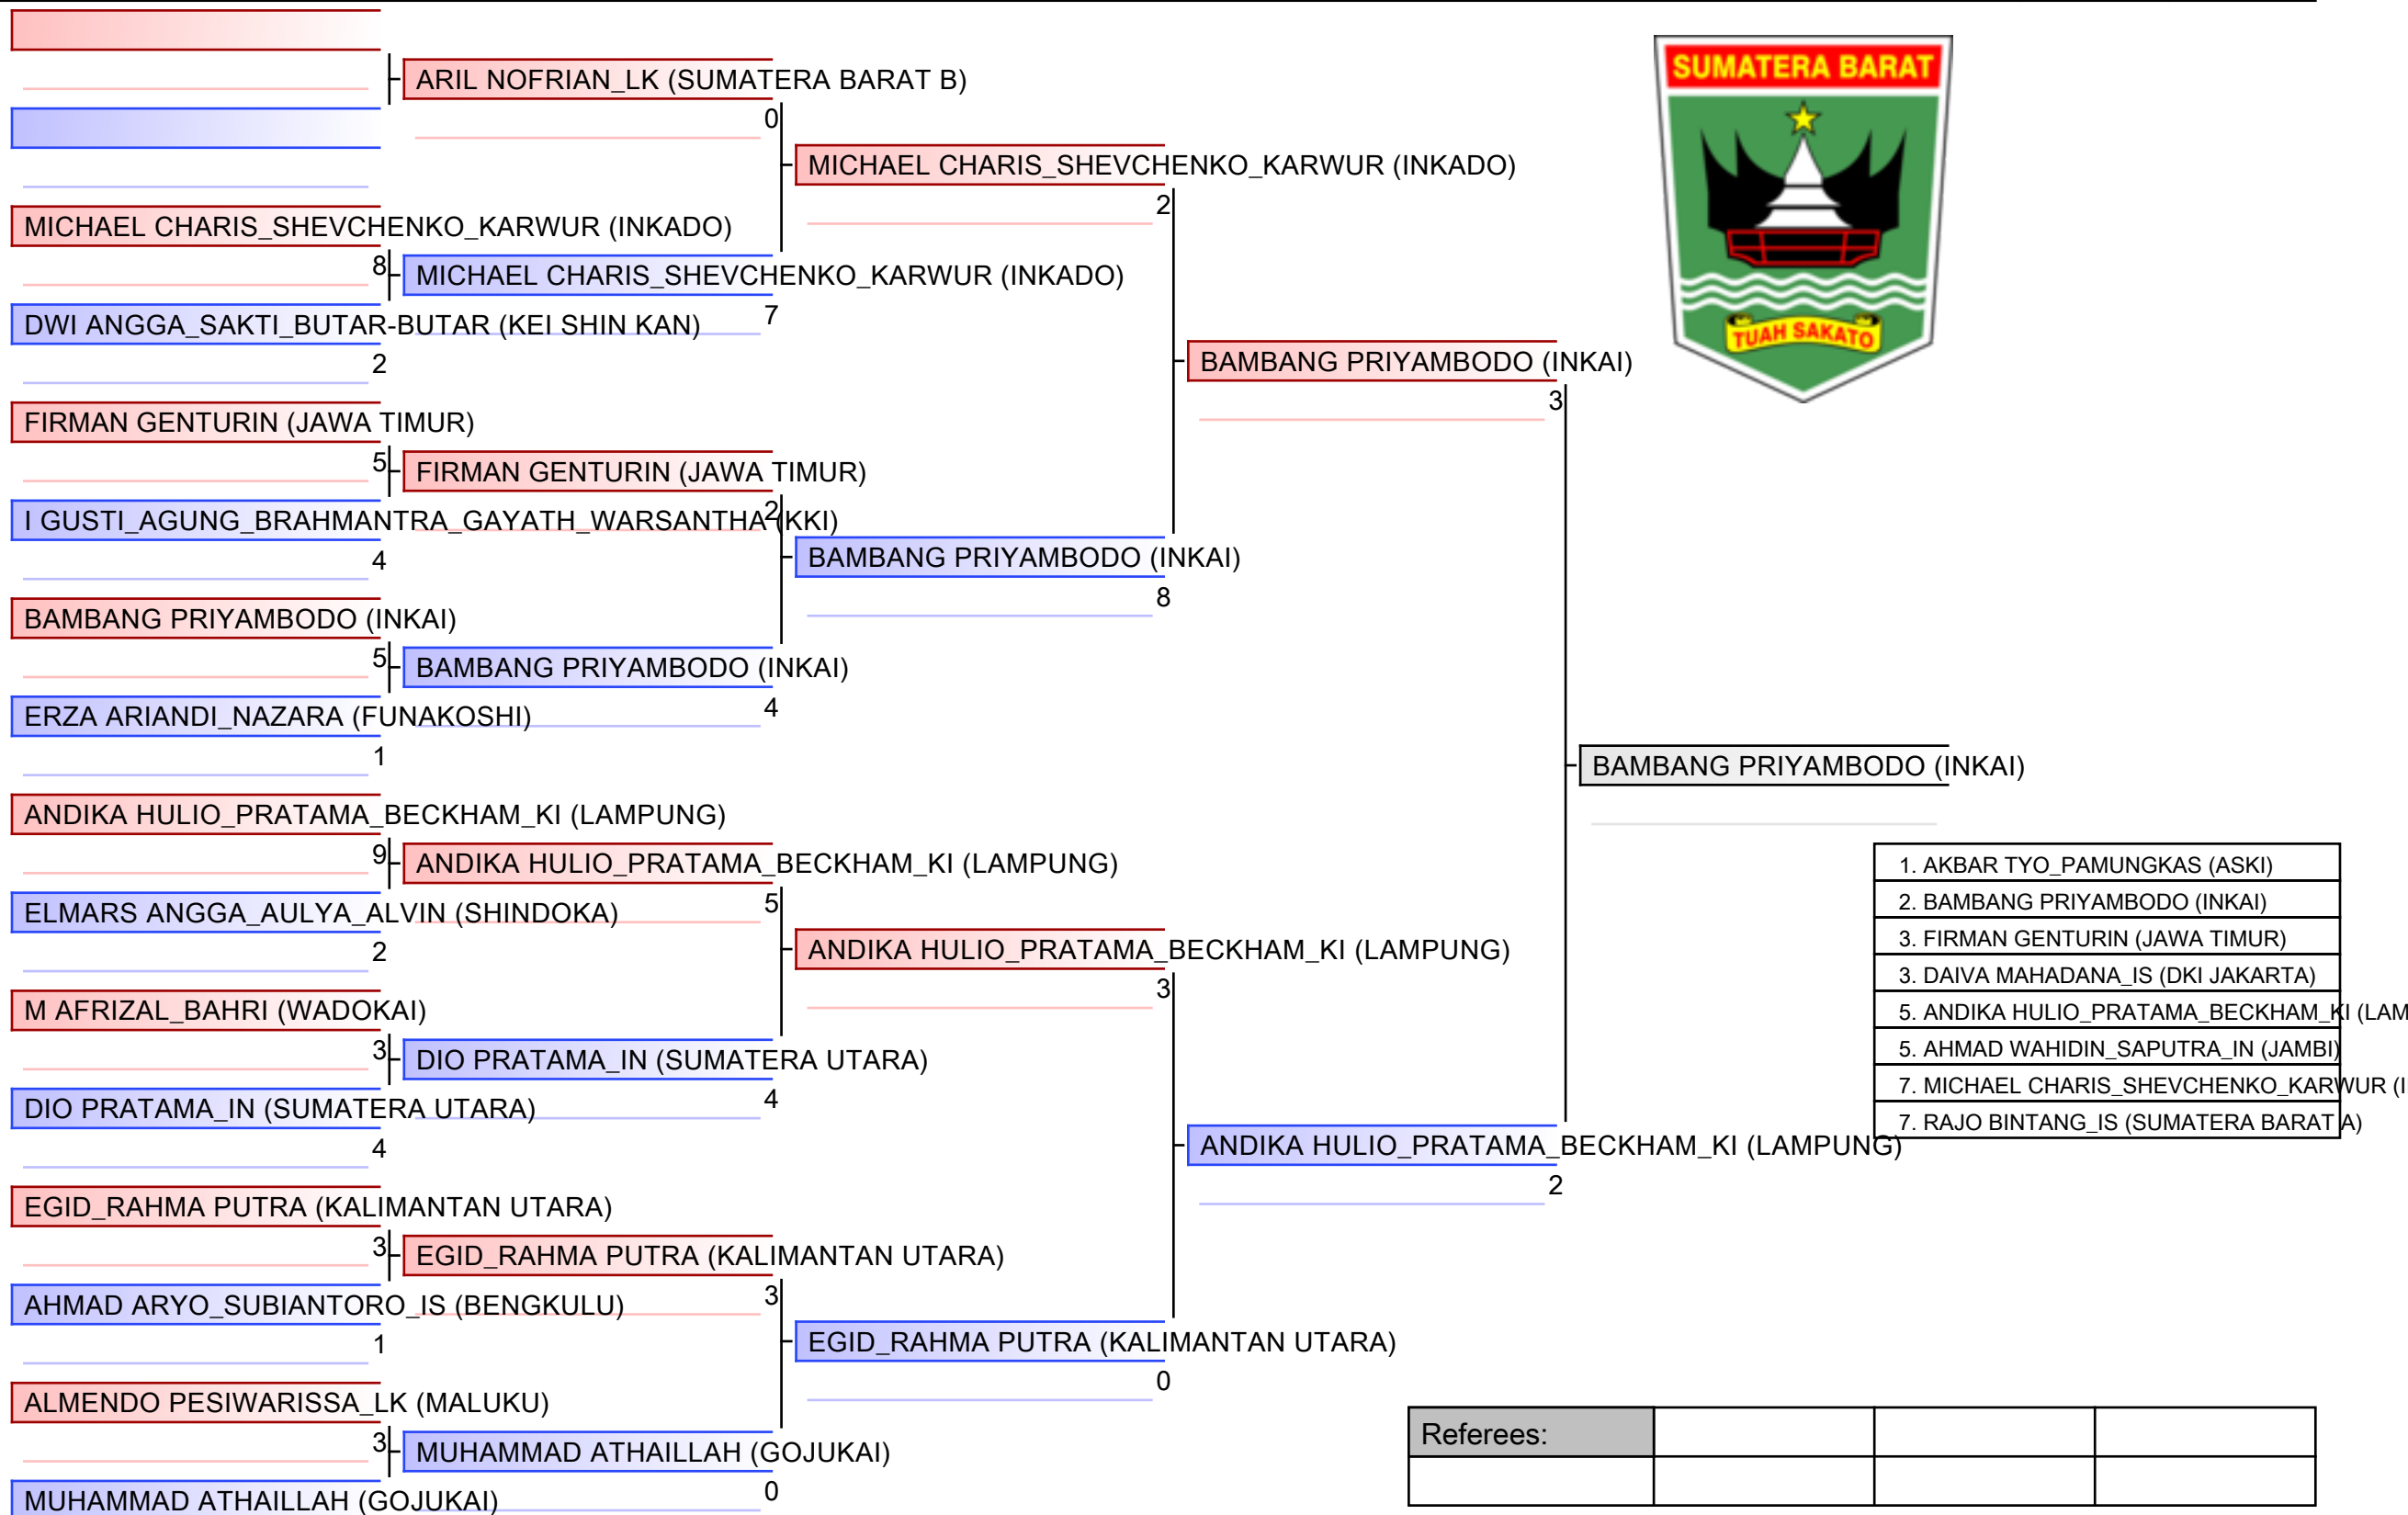 SUMATERA BARAT
TUAH SAKATO
ARIL NOFRIAN_LK (SUMATERA BARAT B)
0
MICHAEL CHARIS_SHEVCHENKO_KARWUR (INKADO)
2
MICHAEL CHARIS_SHEVCHENKO_KARWUR (INKADO)
8
MICHAEL CHARIS_SHEVCHENKO_KARWUR (INKADO)
7
DWI ANGGA_SAKTI_BUTAR-BUTAR (KEI SHIN KAN)
2
BAMBANG PRIYAMBODO (INKAI)
3
FIRMAN GENTURIN (JAWA TIMUR)
5
FIRMAN GENTURIN (JAWA TIMUR)
2
I GUSTI_AGUNG_BRAHMANTRA_GAYATH_WARSANTHA (KKI)
4
BAMBANG PRIYAMBODO (INKAI)
8
BAMBANG PRIYAMBODO (INKAI)
5
BAMBANG PRIYAMBODO (INKAI)
4
ERZA ARIANDI_NAZARA (FUNAKOSHI)
1
BAMBANG PRIYAMBODO (INKAI)
ANDIKA HULIO_PRATAMA_BECKHAM_KI (LAMPUNG)
9
ANDIKA HULIO_PRATAMA_BECKHAM_KI (LAMPUNG)
5
ELMARS ANGGA_AULYA_ALVIN (SHINDOKA)
2
ANDIKA HULIO_PRATAMA_BECKHAM_KI (LAMPUNG)
3
M AFRIZAL_BAHRI (WADOKAI)
3
DIO PRATAMA_IN (SUMATERA UTARA)
4
DIO PRATAMA_IN (SUMATERA UTARA)
4
ANDIKA HULIO_PRATAMA_BECKHAM_KI (LAMPUNG)
2
EGID_RAHMA PUTRA (KALIMANTAN UTARA)
3
EGID_RAHMA PUTRA (KALIMANTAN UTARA)
3
AHMAD ARYO_SUBIANTORO_IS (BENGKULU)
1
EGID_RAHMA PUTRA (KALIMANTAN UTARA)
0
ALMENDO PESIWARISSA_LK (MALUKU)
3
MUHAMMAD ATHAILLAH (GOJUKAI)
0
MUHAMMAD ATHAILLAH (GOJUKAI)
1. AKBAR TYO_PAMUNGKAS (ASKI)
2. BAMBANG PRIYAMBODO (INKAI)
3. FIRMAN GENTURIN (JAWA TIMUR)
3. DAIVA MAHADANA_IS (DKI JAKARTA)
5. ANDIKA HULIO_PRATAMA_BECKHAM_KI (LAM
5. AHMAD WAHIDIN_SAPUTRA_IN (JAMBI)
7. MICHAEL CHARIS_SHEVCHENKO_KARWUR (I
7. RAJO BINTANG_IS (SUMATERA BARAT A)
Referees: